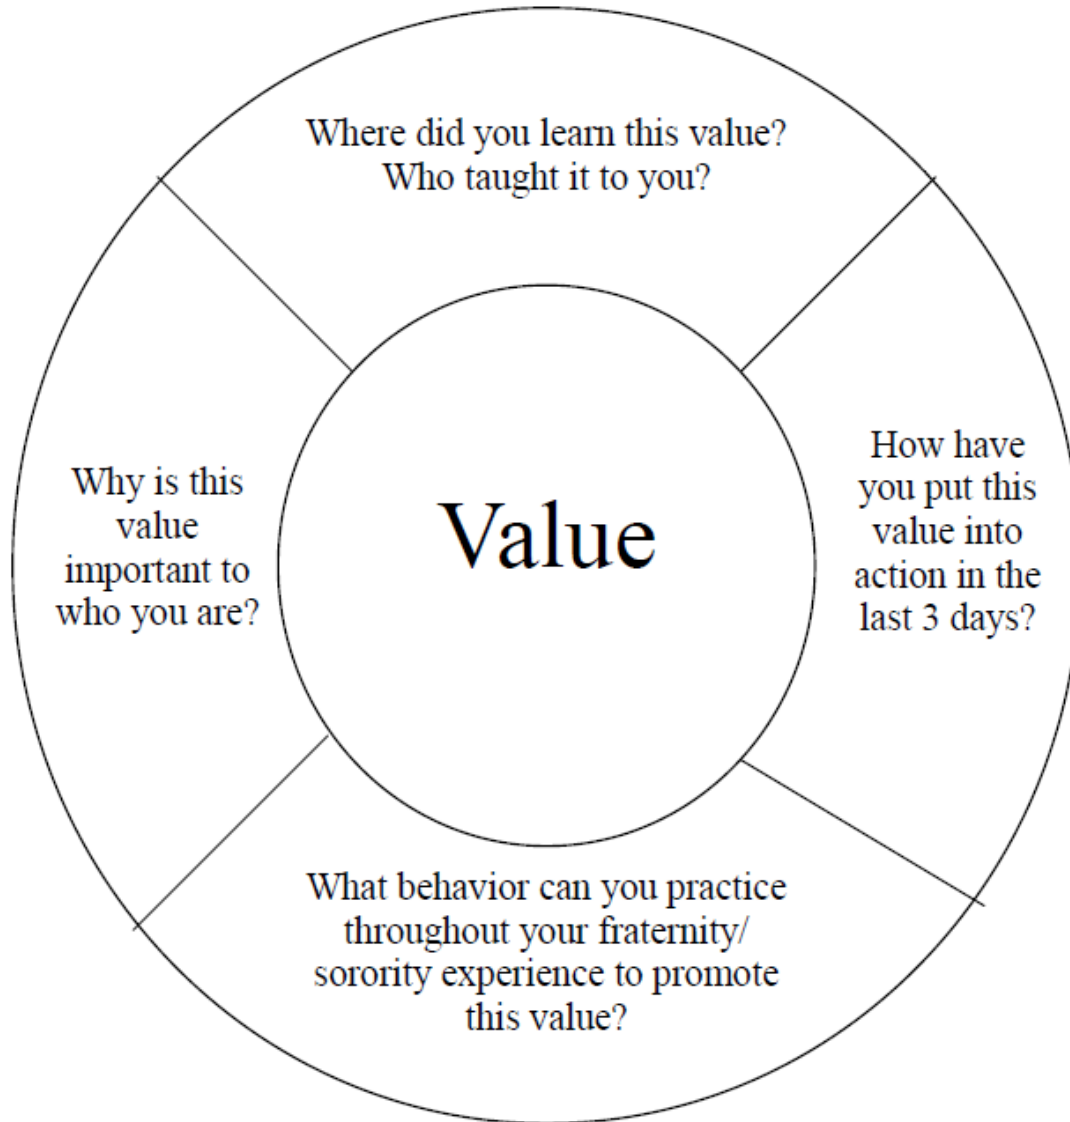 Where did you learn this value?
Who taught it to you?
Why is this
value
important to
who you are?
Value
How have
you put this
value into
action in the
last 3 days?
What behavior can you practice
throughout your fraternity/
sorority experience to promote
this value?